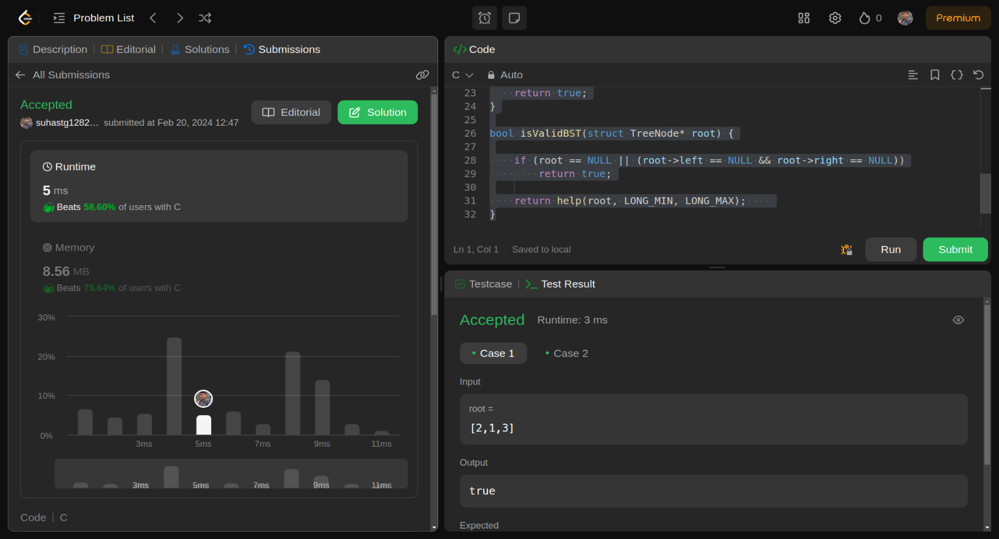 Problem List
0
Premium
Description | Editorial | Solutions | Submissions
All Submissions
Accepted
suhastg1282... submitted at Feb 20, 2024 12:47
Editorial
Solution
Runtime
5 ms
Beats 58.60% of users with C
Memory
8.56 MB
Beats 79.64% of users with C
30%
20%
10%
0%
3ms 5ms 7ms 9ms 11ms
3ms 5ms 7ms 9ms 11ms
Code | C
</> Code
C Auto
23 return true;
24 }
25
26 bool isValidBST(struct TreeNode* root) {
27
28 if (root == NULL || (root->left == NULL && root->right == NULL))
29 return true;
30
31 return help(root, LONG_MIN, LONG_MAX);
32 }
Ln 1, Col 1 | Saved to local
Run
Submit
Testcase | >_ Test Result
Accepted Runtime: 3 ms
• Case 1 • Case 2
Input
root =
[2,1,3]
Output
true
Expected